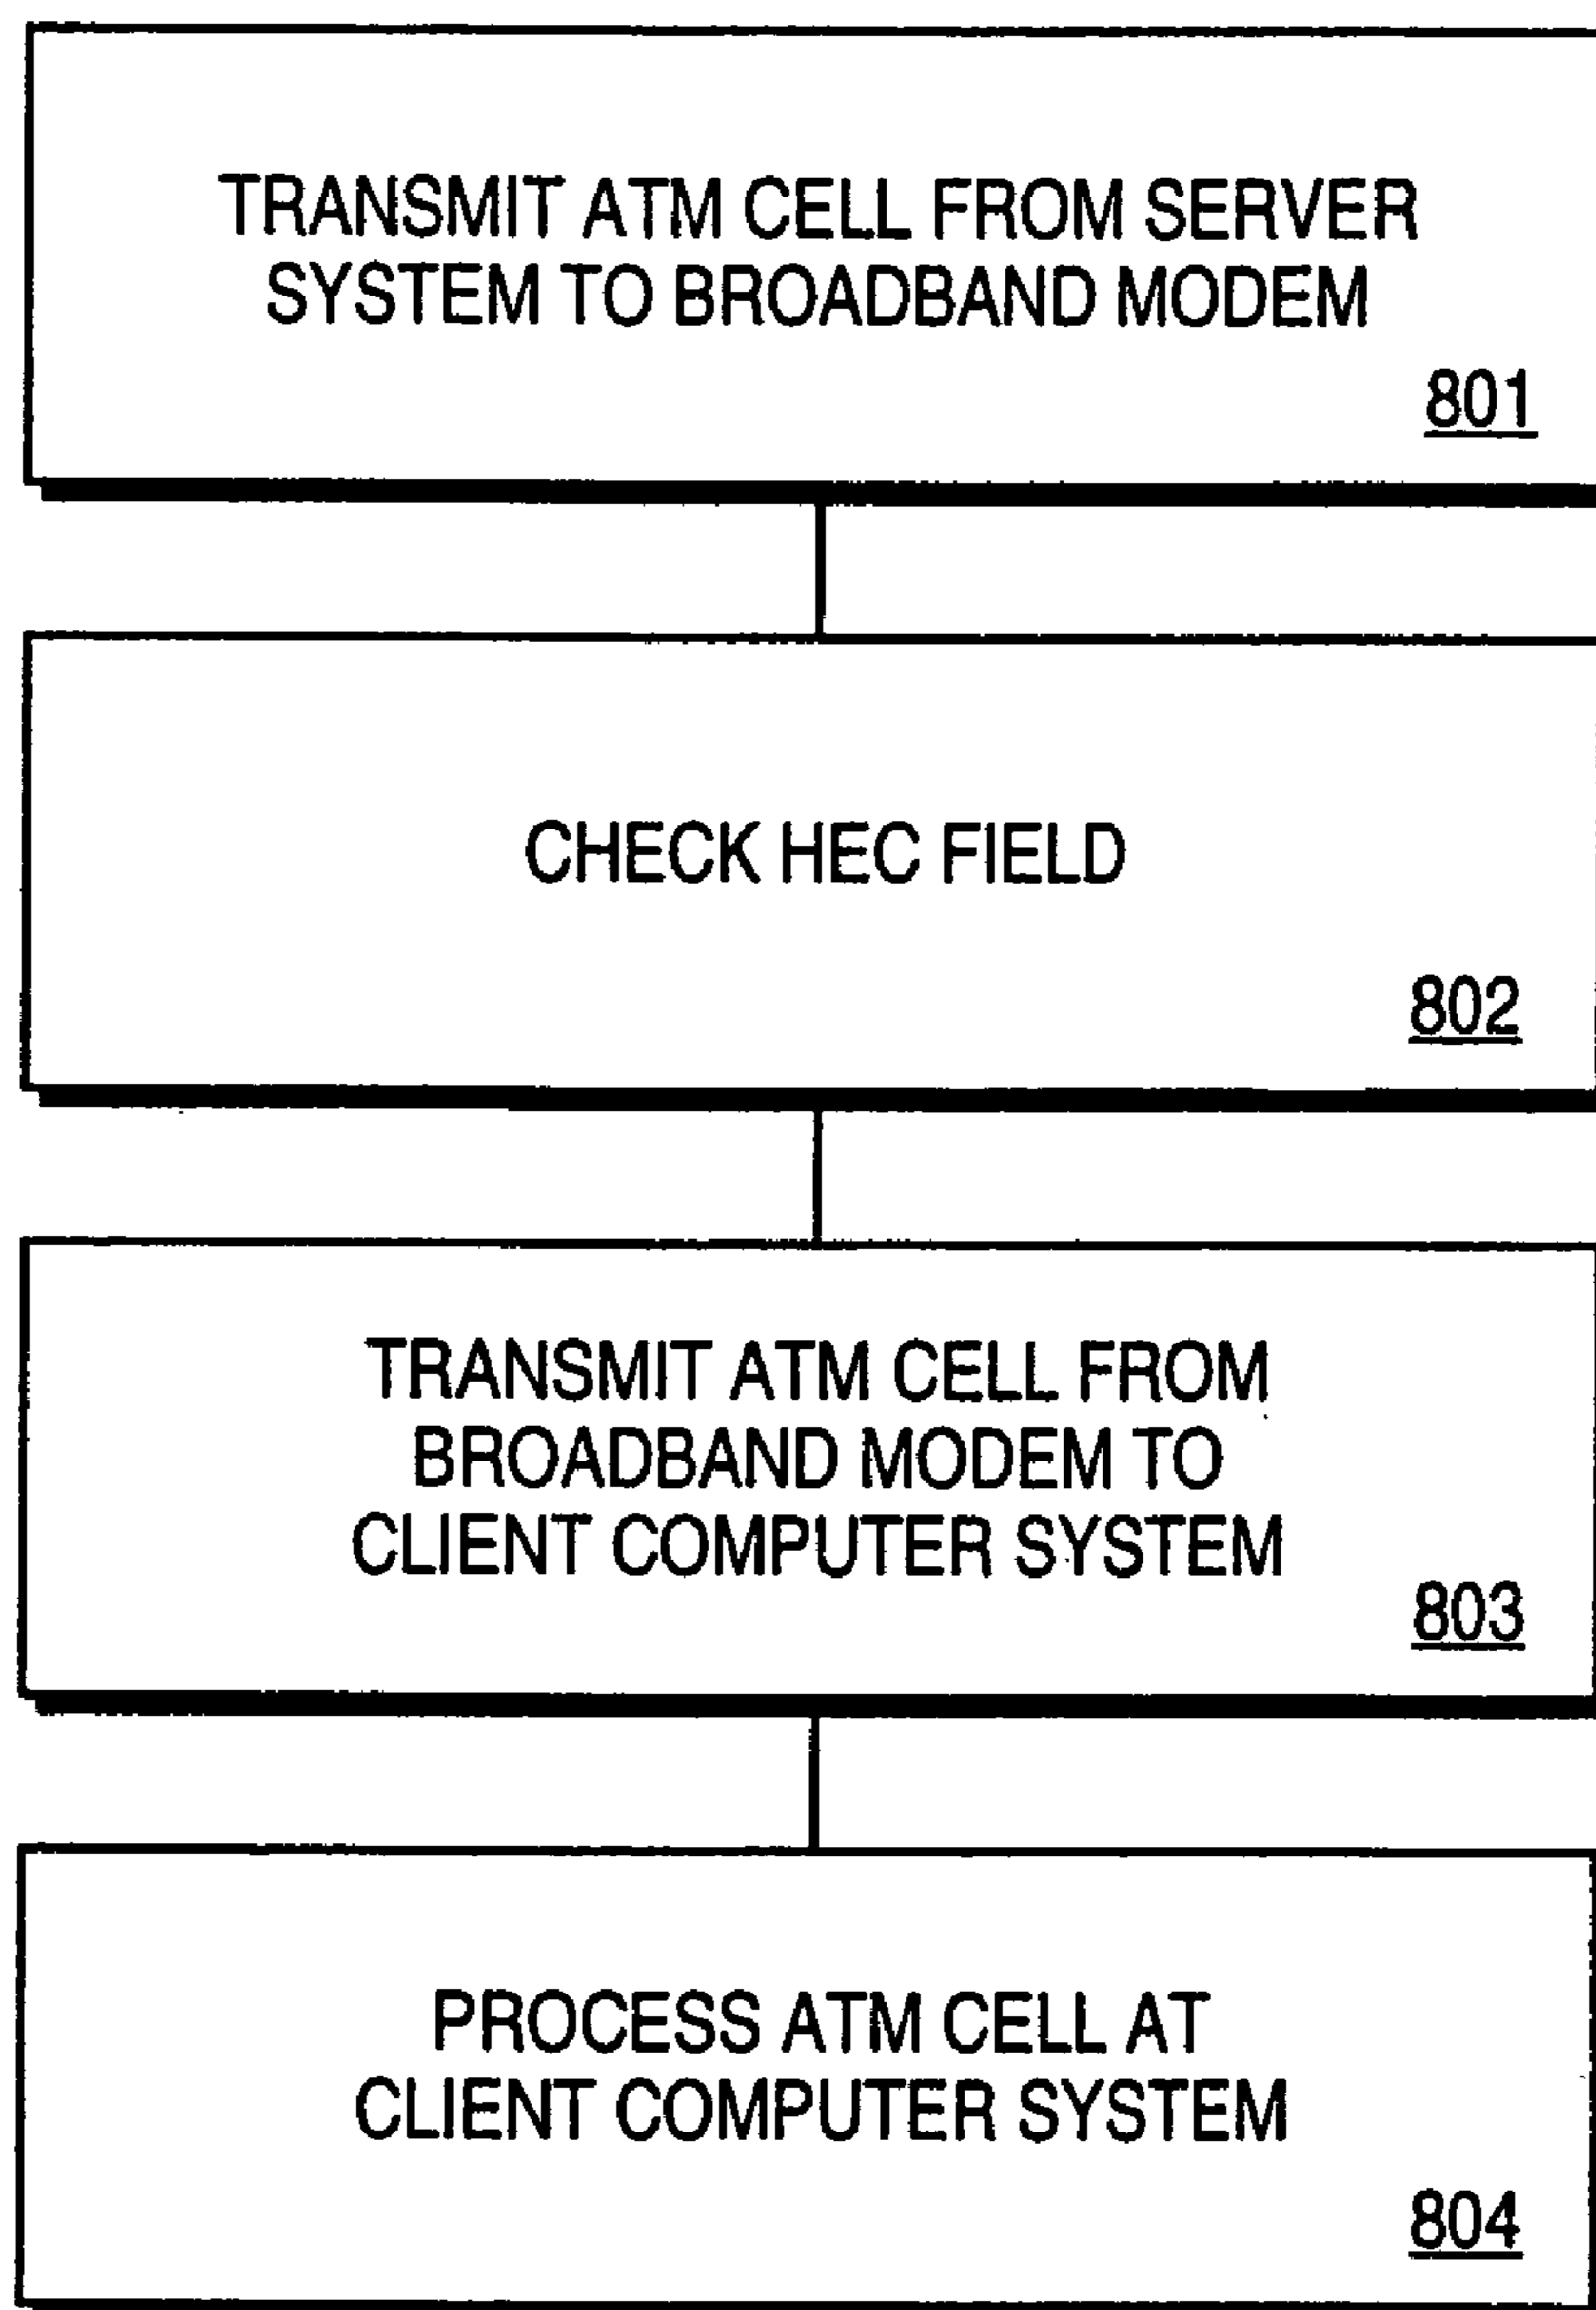 TRANSMIT ATM CELL FROM SERVER
SYSTEM TO BROADBAND MODEM
801
CHECK HEC FIELD
802
TRANSMIT ATM CELL FROM
BROADBAND MODEM TO
CLIENT COMPUTER SYSTEM
803
PROCESS ATM CELL AT
CLIENT COMPUTER SYSTEM
804